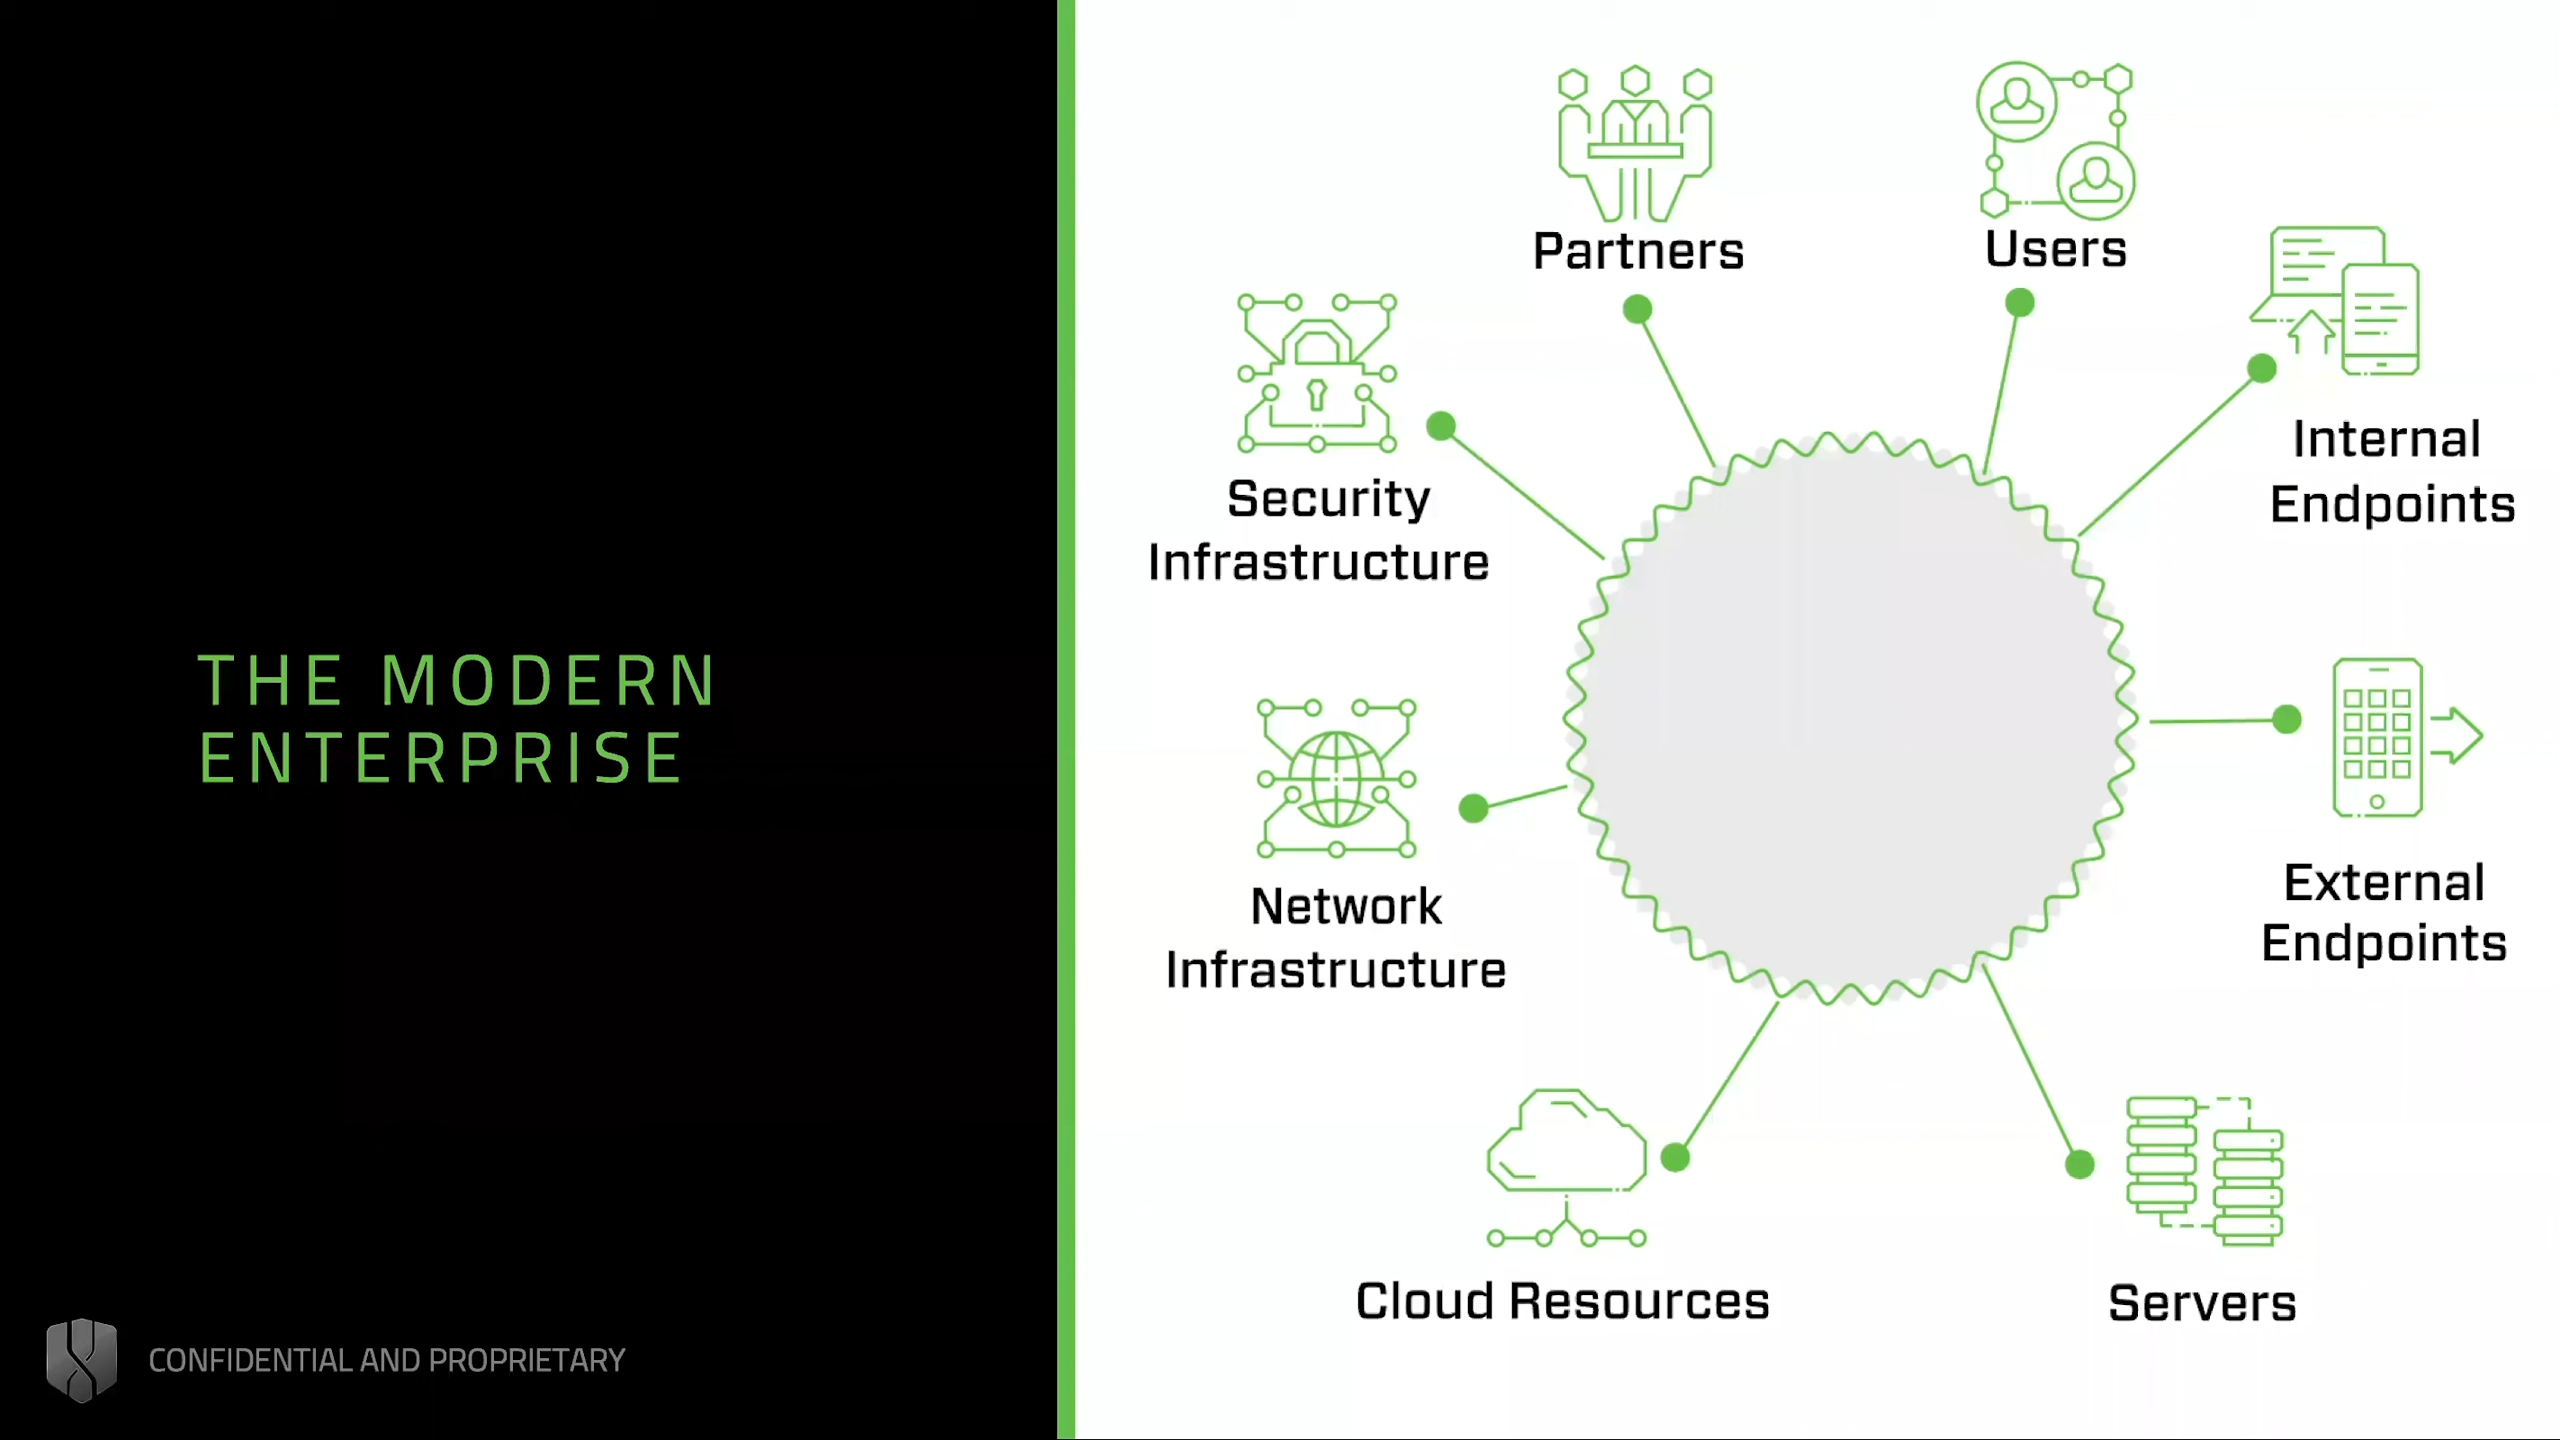 THE MODERN
ENTERPRISE
CONFIDENTIAL AND PROPRIETARY
Partners
Users
Internal
Endpoints
Security
Infrastructure
External
Endpoints
Network
Infrastructure
Cloud Resources
Servers